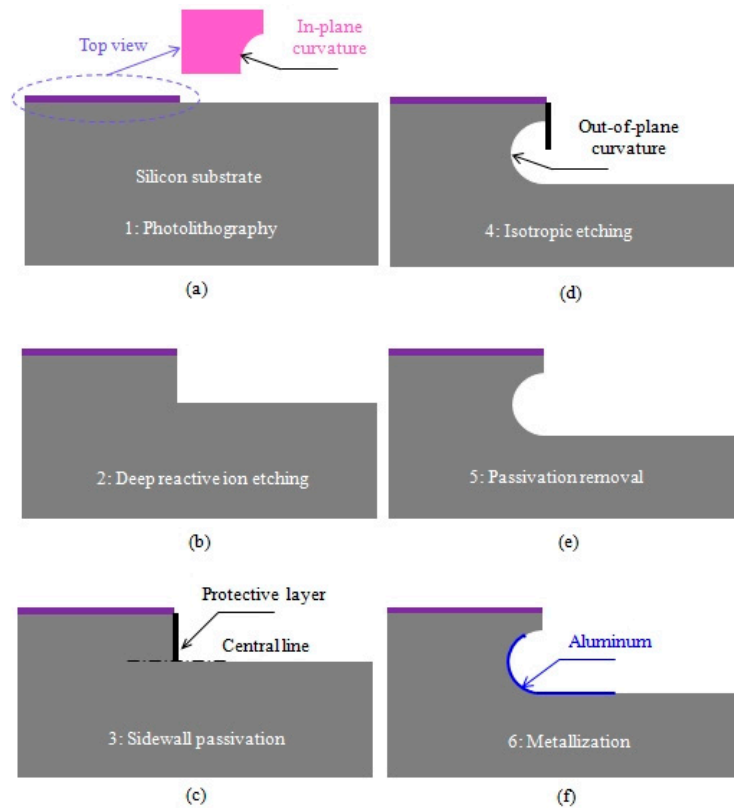 Top view
In-plane
curvature
Silicon substrate
1: Photolithography
(a)
Out-of-plane
curvature
4: Isotropic etching
(d)
2: Deep reactive ion etching
(b)
5: Passivation removal
(e)
Protective layer
Central line
3: Sidewall passivation
(c)
Aluminum
6: Metallization
(f)